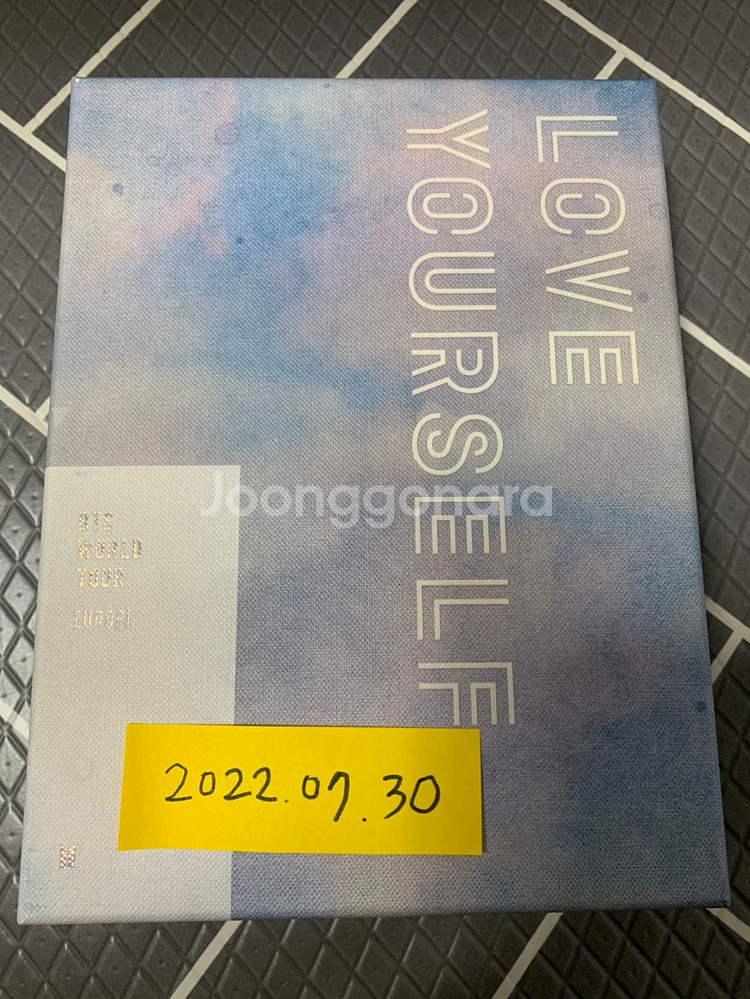 LOVE
YOURSELF
BTS
WORLD
TOUR
EUROPE
Joonggonara
2022.07.30